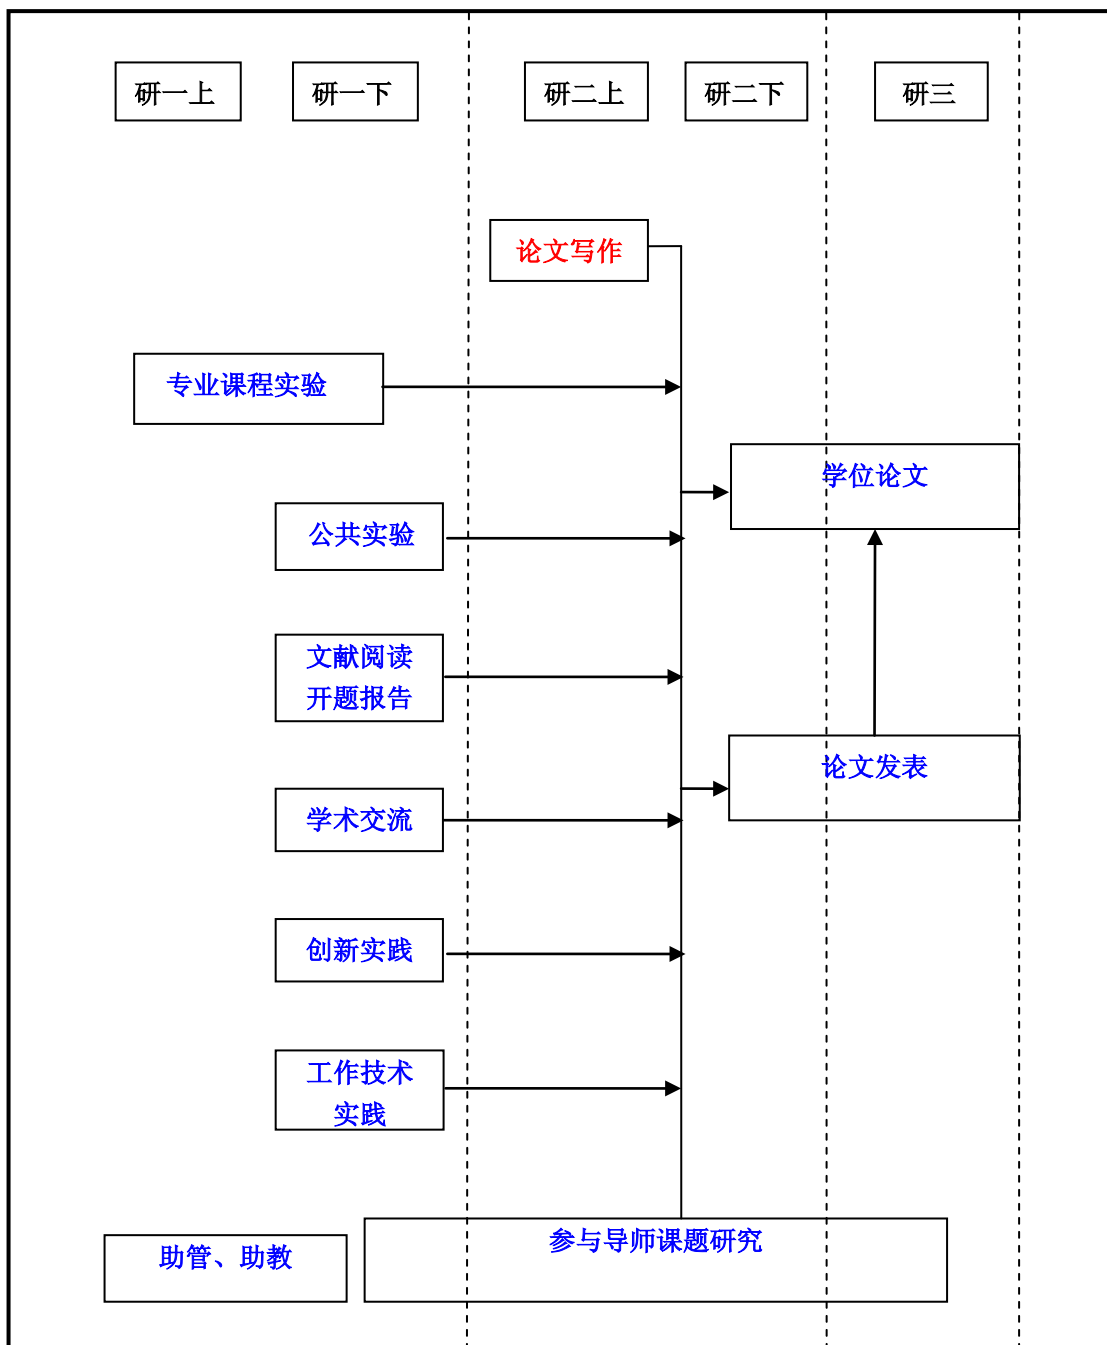 研一上
研一下
研二上
研二下
研三
论文写作
专业课程实验
学位论文
公共实验
文献阅读
开题报告
论文发表
学术交流
创新实践
工作技术
实践
参与导师课题研究
助管、助教